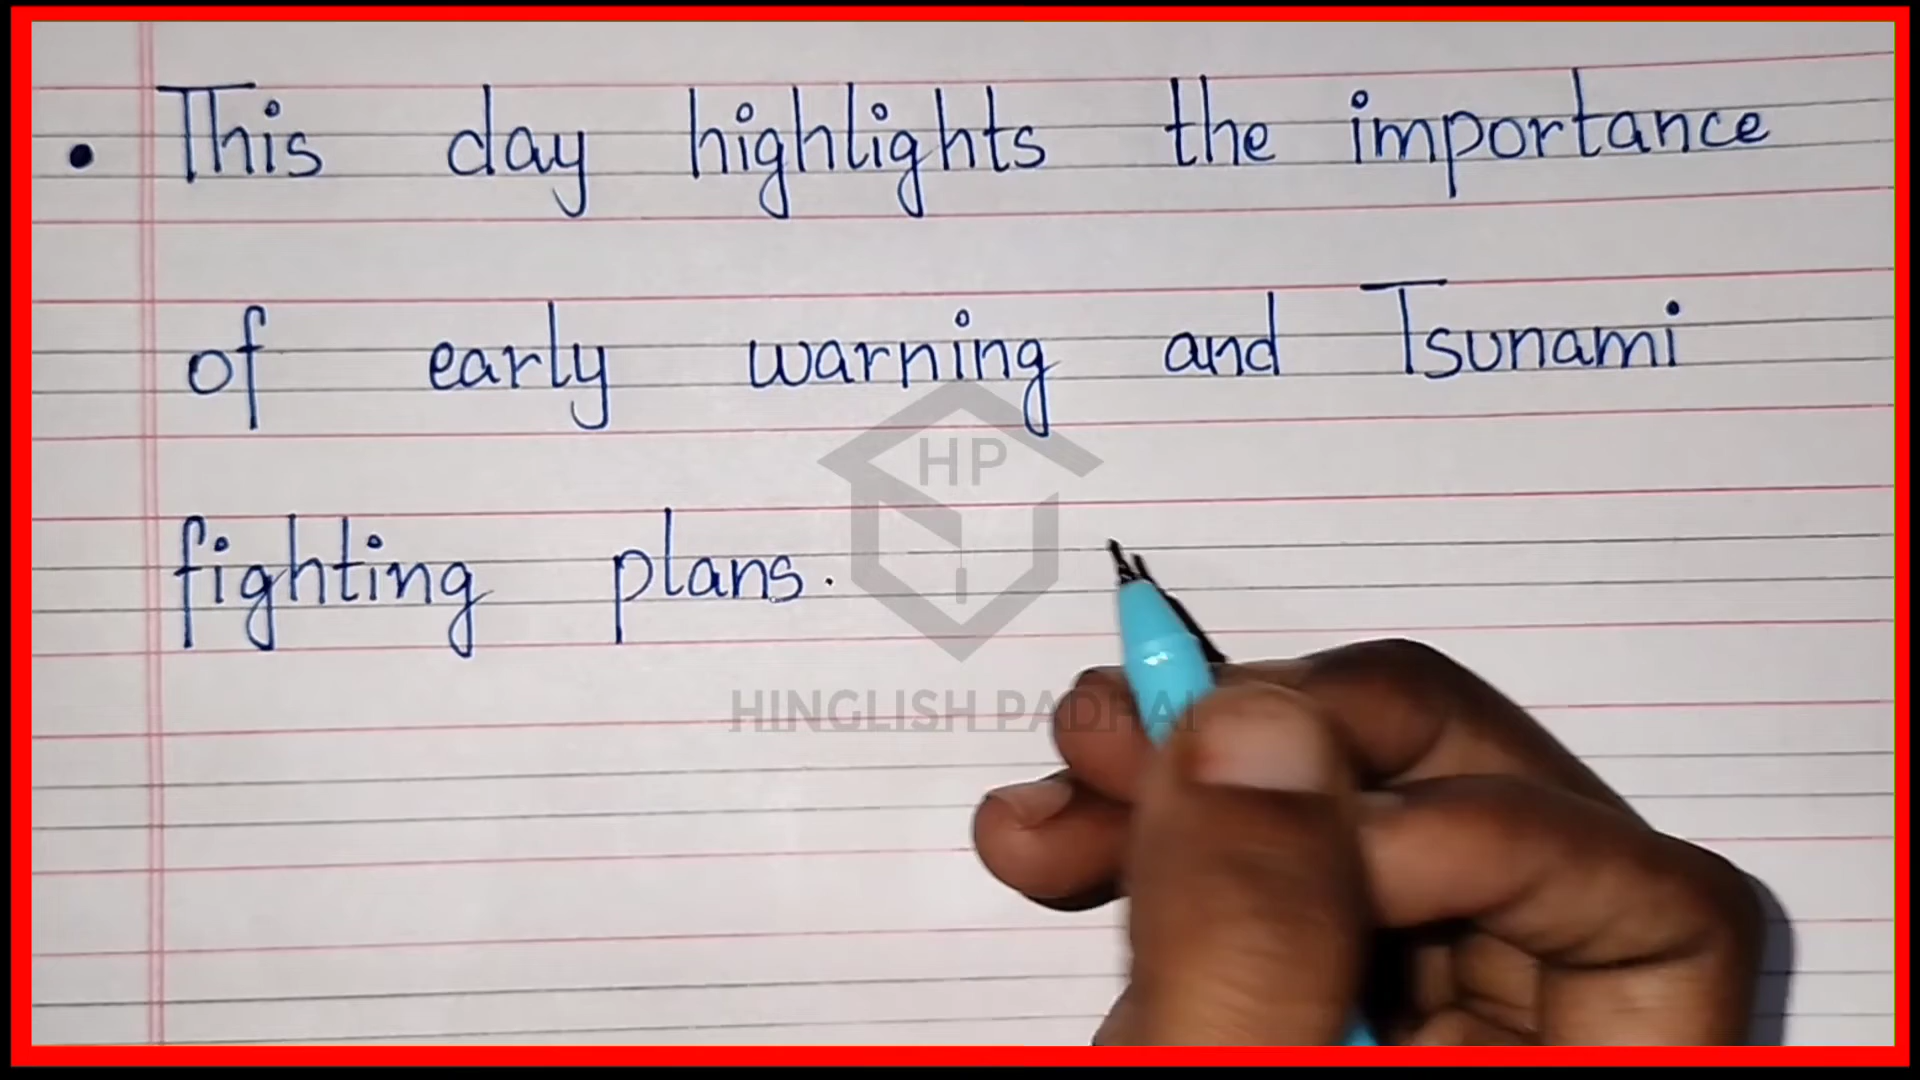 • This day highlights the importance
of early warning and Tsunami
fighting plans.
HP
HINGLISH PADHAI